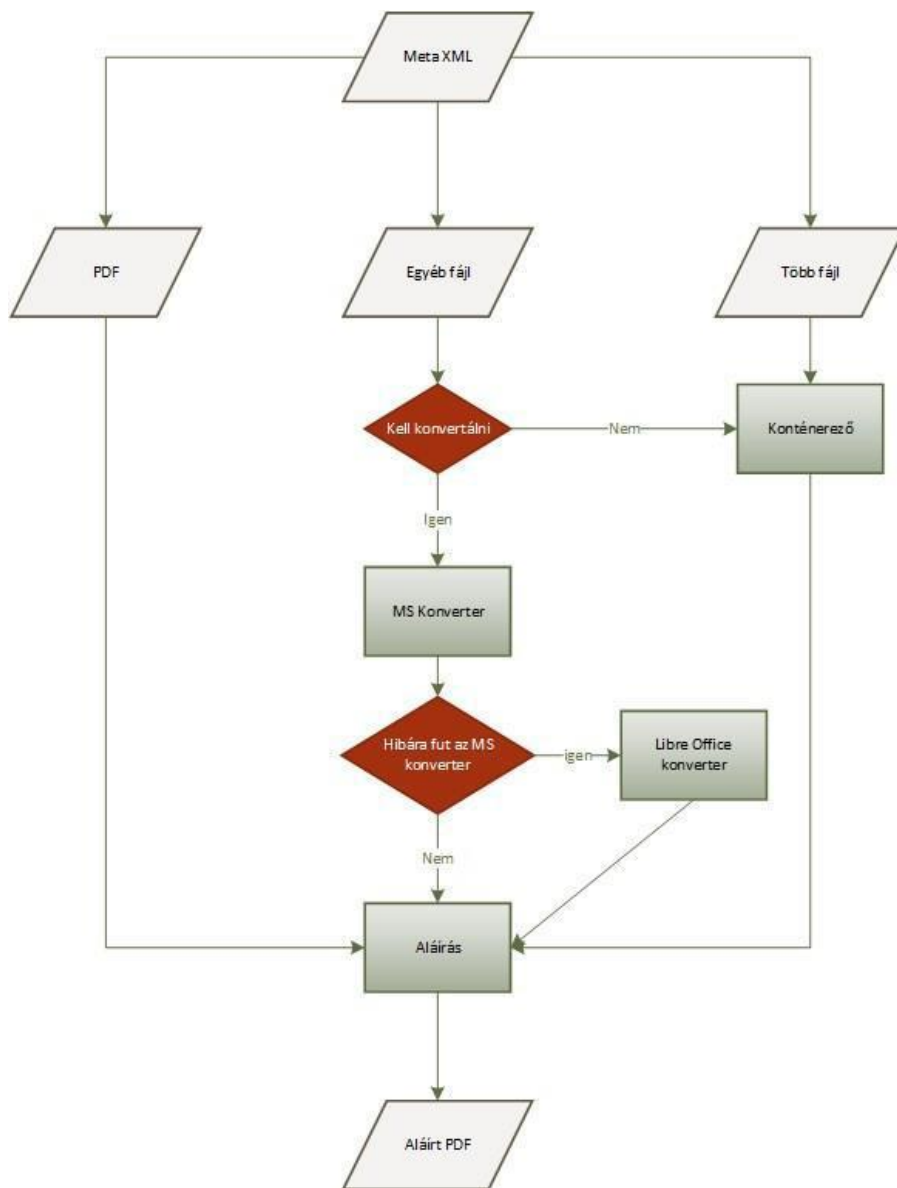 Meta XML
PDF
Egyéb fájl
Több fájl
Kell konvertálni
Nem
Konténerező
Igen
MS Konverter
Hibára fut az MS
konverter
igen
Libre Office
konverter
Nem
Aláírás
Aláírt PDF